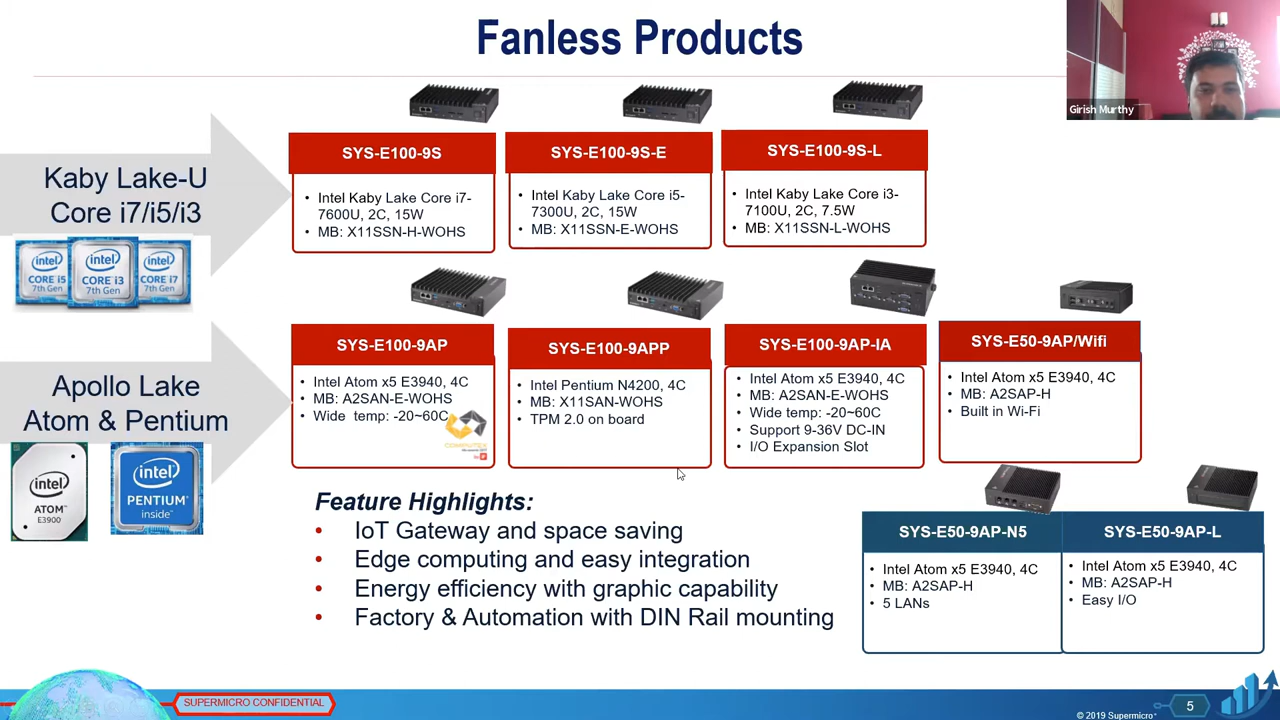 Fanless Products
Girish Murthy
Kaby Lake-U
Core i7/i5/i3
intel
CORE i5
7th Gen
intel
CORE i3
7th Gen
intel
CORE i7
7th Gen
SYS-E100-9S
• Intel Kaby Lake Core i7-
7600U, 2C, 15W
• MB: X11SSN-H-WOHS
SYS-E100-9S-E
• Intel Kaby Lake Core i5-
7300U, 2C, 15W
• MB: X11SSN-E-WOHS
SYS-E100-9S-L
• Intel Kaby Lake Core i3-
7100U, 2C, 7.5W
• MB: X11SSN-L-WOHS
Apollo Lake
Atom & Pentium
intel
ATOM™
E3900
intel
PENTIUM®
inside™
SYS-E100-9AP
• Intel Atom x5 E3940, 4C
• MB: A2SAN-E-WOHS
• Wide temp: -20~60C
COMPUTEX
SYS-E100-9APP
• Intel Pentium N4200, 4C
• MB: X11SAN-WOHS
• TPM 2.0 on board
SYS-E100-9AP-IA
• Intel Atom x5 E3940, 4C
• MB: A2SAN-E-WOHS
• Wide temp: -20~60C
• Support 9-36V DC-IN
• I/O Expansion Slot
SYS-E50-9AP/Wifi
• Intel Atom x5 E3940, 4C
• MB: A2SAP-H
• Built in Wi-Fi
Feature Highlights:
• IoT Gateway and space saving
• Edge computing and easy integration
• Energy efficiency with graphic capability
• Factory & Automation with DIN Rail mounting
SYS-E50-9AP-N5
• Intel Atom x5 E3940, 4C
• MB: A2SAP-H
• 5 LANs
SYS-E50-9AP-L
• Intel Atom x5 E3940, 4C
• MB: A2SAP-H
• Easy I/O
SUPERMICRO CONFIDENTIAL
5
© 2019 Supermicro